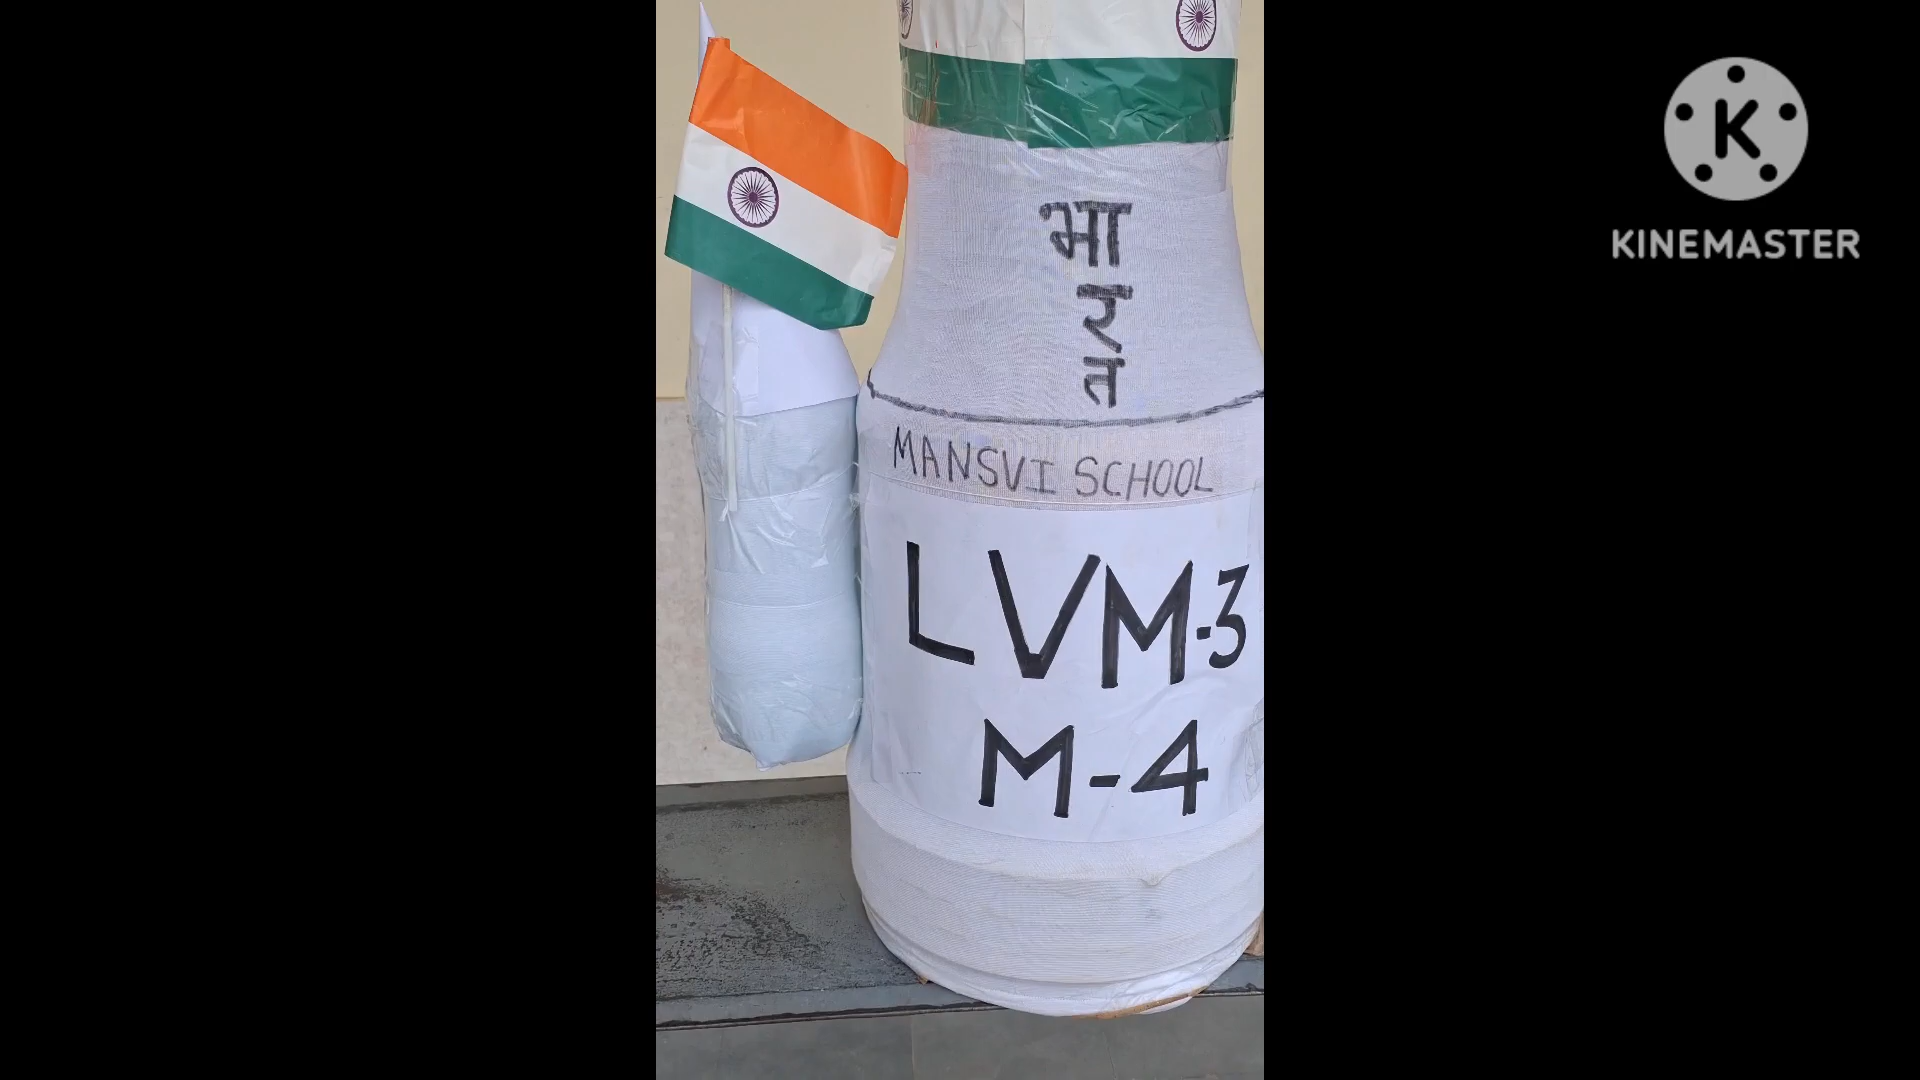 भा
र
त
MANSVI SCHOOL
LVM-3
M-4
K
KINEMASTER